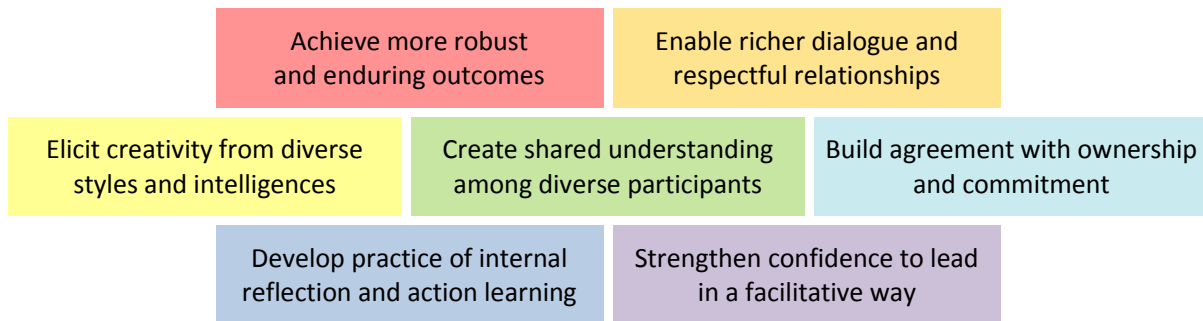 Achieve more robust
and enduring outcomes
Enable richer dialogue and
respectful relationships
Elicit creativity from diverse
styles and intelligences
Create shared understanding
among diverse participants
Build agreement with ownership
and commitment
Develop practice of internal
reflection and action learning
Strengthen confidence to lead
in a facilitative way